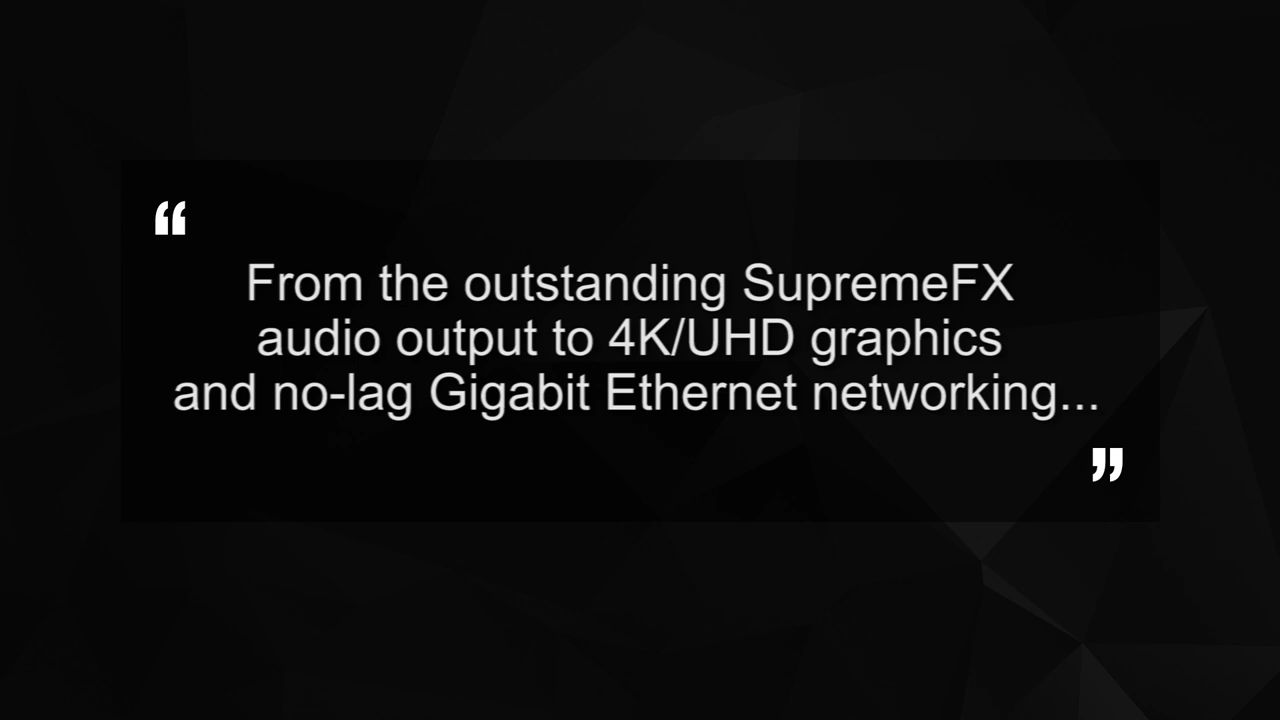 “
From the outstanding SupremeFX
audio output to 4K/UHD graphics
and no-lag Gigabit Ethernet networking...
”